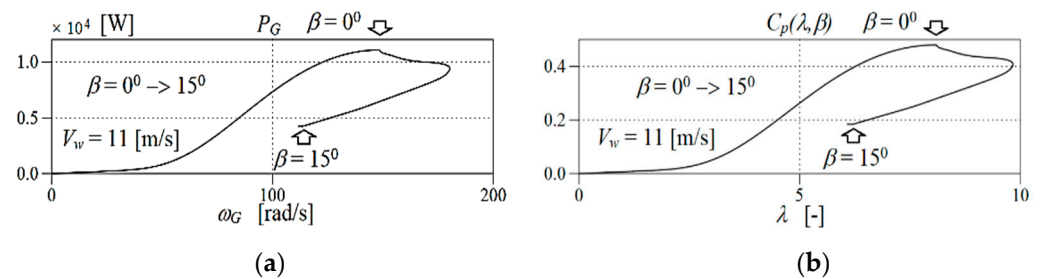 × 10⁴ [W] P_G β = 0⁰
1.0
β = 0⁰ –> 15⁰
0.5
V_w = 11 [m/s]
β = 15⁰
0.0
0 100 200
ω_G [rad/s]
(a)
C_p(λ,β) β = 0⁰
0.4
β = 0⁰ –> 15⁰
0.2
V_w = 11 [m/s]
β = 15⁰
0.0
0 5 10
λ [-]
(b)